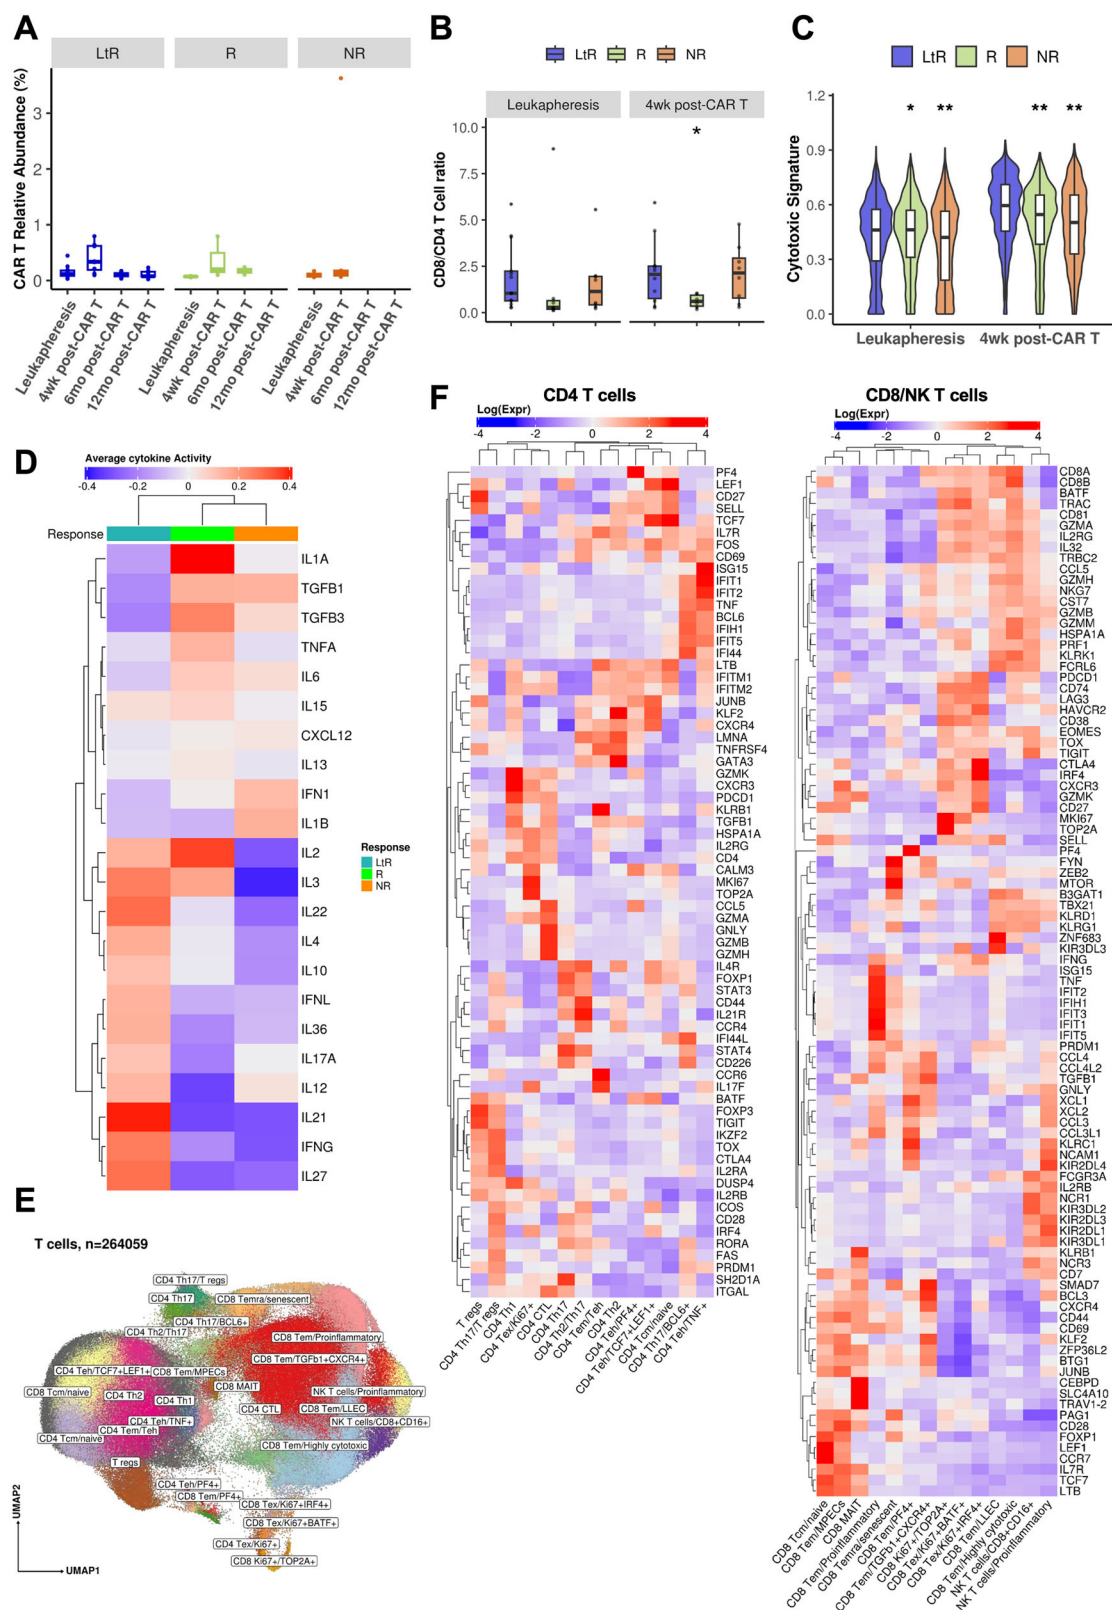 A
LtR
R
NR
CAR T Relative Abundance (%)
3
2
1
0
Leukapheresis
4wk post-CAR T
6mo post-CAR T
12mo post-CAR T
Leukapheresis
4wk post-CAR T
6mo post-CAR T
12mo post-CAR T
Leukapheresis
4wk post-CAR T
6mo post-CAR T
12mo post-CAR T
B
LtR R NR
Leukapheresis
4wk post-CAR T
CD8/CD4 T Cell ratio
10.0
7.5
5.0
2.5
0.0
*
C
LtR R NR
Cytotoxic Signature
1.2
0.9
0.6
0.3
0.0
* ** ** **
Leukapheresis
4wk post-CAR T
D
Average cytokine Activity
-0.4 -0.2 0 0.2 0.4
Response
IL1A
TGFB1
TGFB3
TNFA
IL6
IL15
CXCL12
IL13
IFN1
IL1B
IL2
IL3
IL22
IL4
IL10
IFNL
IL36
IL17A
IL12
IL21
IFNG
IL27
Response
LtR
R
NR
E
T cells, n=264059
CD4 Th17/T regs
CD4 Th17
CD8 Temra/senescent
CD4 Th17/BCL6+
CD4 Th2/Th17
CD8 Tem/Proinflammatory
CD8 Tem/TGFb1+CXCR4+
CD4 Teh/TCF7+LEF1+
CD8 Tem/MPECs
CD8 Tcm/naive
CD4 Th2
CD8 MAIT
CD4 Th1
NK T cells/Proinflammatory
CD4 CTL
CD8 Tem/LLEC
CD4 Teh/TNF+
NK T cells/CD8+CD16+
CD4 Tem/Teh
CD4 Tcm/naive
CD8 Tem/Highly cytotoxic
T regs
CD4 Teh/PF4+
CD8 Tem/PF4+
CD8 Tex/Ki67+IRF4+
CD8 Tex/Ki67+BATF+
CD4 Tex/Ki67+
CD8 Ki67+/TOP2A+
UMAP2
UMAP1
F
CD4 T cells
Log(Expr)
-4 -2 0 2 4
PF4
LEF1
CD27
SELL
TCF7
IL7R
FOS
CD69
ISG15
IFIT1
IFIT2
TNF
BCL6
IFIH1
IFIT5
IFI44
LTB
IFITM1
IFITM2
JUNB
KLF2
CXCR4
LMNA
TNFRSF4
GATA3
GZMK
CXCR3
PDCD1
KLRB1
TGFB1
HSPA1A
IL2RG
CD4
CALM3
MKI67
TOP2A
CCL5
GZMA
GNLY
GZMB
GZMH
IL4R
FOXP1
STAT3
CD44
IL21R
CCR4
IFI44L
STAT4
CD226
CCR6
IL17F
BATF
FOXP3
TIGIT
IKZF2
TOX
CTLA4
IL2RA
DUSP4
IL2RB
ICOS
CD28
IRF4
RORA
FAS
PRDM1
SH2D1A
ITGAL
T regs
CD4 Th17/T regs
CD4 Th1
CD4 Tex/Ki67+
CD4 CTL
CD4 Th17
CD4 Th2/Th17
CD4 Tem/Teh
CD4 Th2
CD4 Teh/PF4+
CD4 Teh/TCF7+LEF1+
CD4 Tcm/naive
CD4 Th17/BCL6+
CD4 Teh/TNF+
CD8/NK T cells
Log(Expr)
-4 -2 0 2 4
CD8A
CD8B
BATF
TRAC
CD81
GZMA
IL2RG
IL32
TRBC2
CCL5
GZMH
NKG7
CST7
GZMB
GZMM
HSPA1A
PRF1
KLRK1
FCRL6
PDCD1
CD74
LAG3
HAVCR2
CD38
EOMES
TOX
TIGIT
CTLA4
IRF4
CXCR3
GZMK
CD27
MKI67
TOP2A
SELL
PF4
FYN
ZEB2
MTOR
B3GAT1
TBX21
KLRD1
KLRG1
ZNF683
KIR3DL3
IFNG
ISG15
TNF
IFIT2
IFIH1
IFIT3
IFIT1
IFIT5
PRDM1
CCL4
CCL4L2
TGFB1
GNLY
XCL1
XCL2
CCL3
CCL3L1
KLRC1
NCAM1
KIR2DL4
FCGR3A
IL2RB
NCR1
KIR3DL2
KIR2DL3
KIR2DL1
KIR3DL1
KLRB1
NCR3
CD7
SMAD7
BCL3
CXCR4
CD44
CD69
KLF2
ZFP36L2
BTG1
JUNB
CEBPD
SLC4A10
TRAV1-2
PAG1
CD28
FOXP1
LEF1
CCR7
IL7R
TCF7
LTB
CD8 Tcm/naive
CD8 Tem/MPECs
CD8 MAIT
CD8 Tem/Proinflammatory
CD8 Temra/senescent
CD8 Tem/PF4+
CD8 Tem/TGFb1+CXCR4+
CD8 Ki67+/TOP2A+
CD8 Tex/Ki67+BATF+
CD8 Tex/Ki67+IRF4+
CD8 Tem/LLEC
CD8 Tem/Highly cytotoxic
NK T cells/CD8+CD16+
NK T cells/Proinflammatory